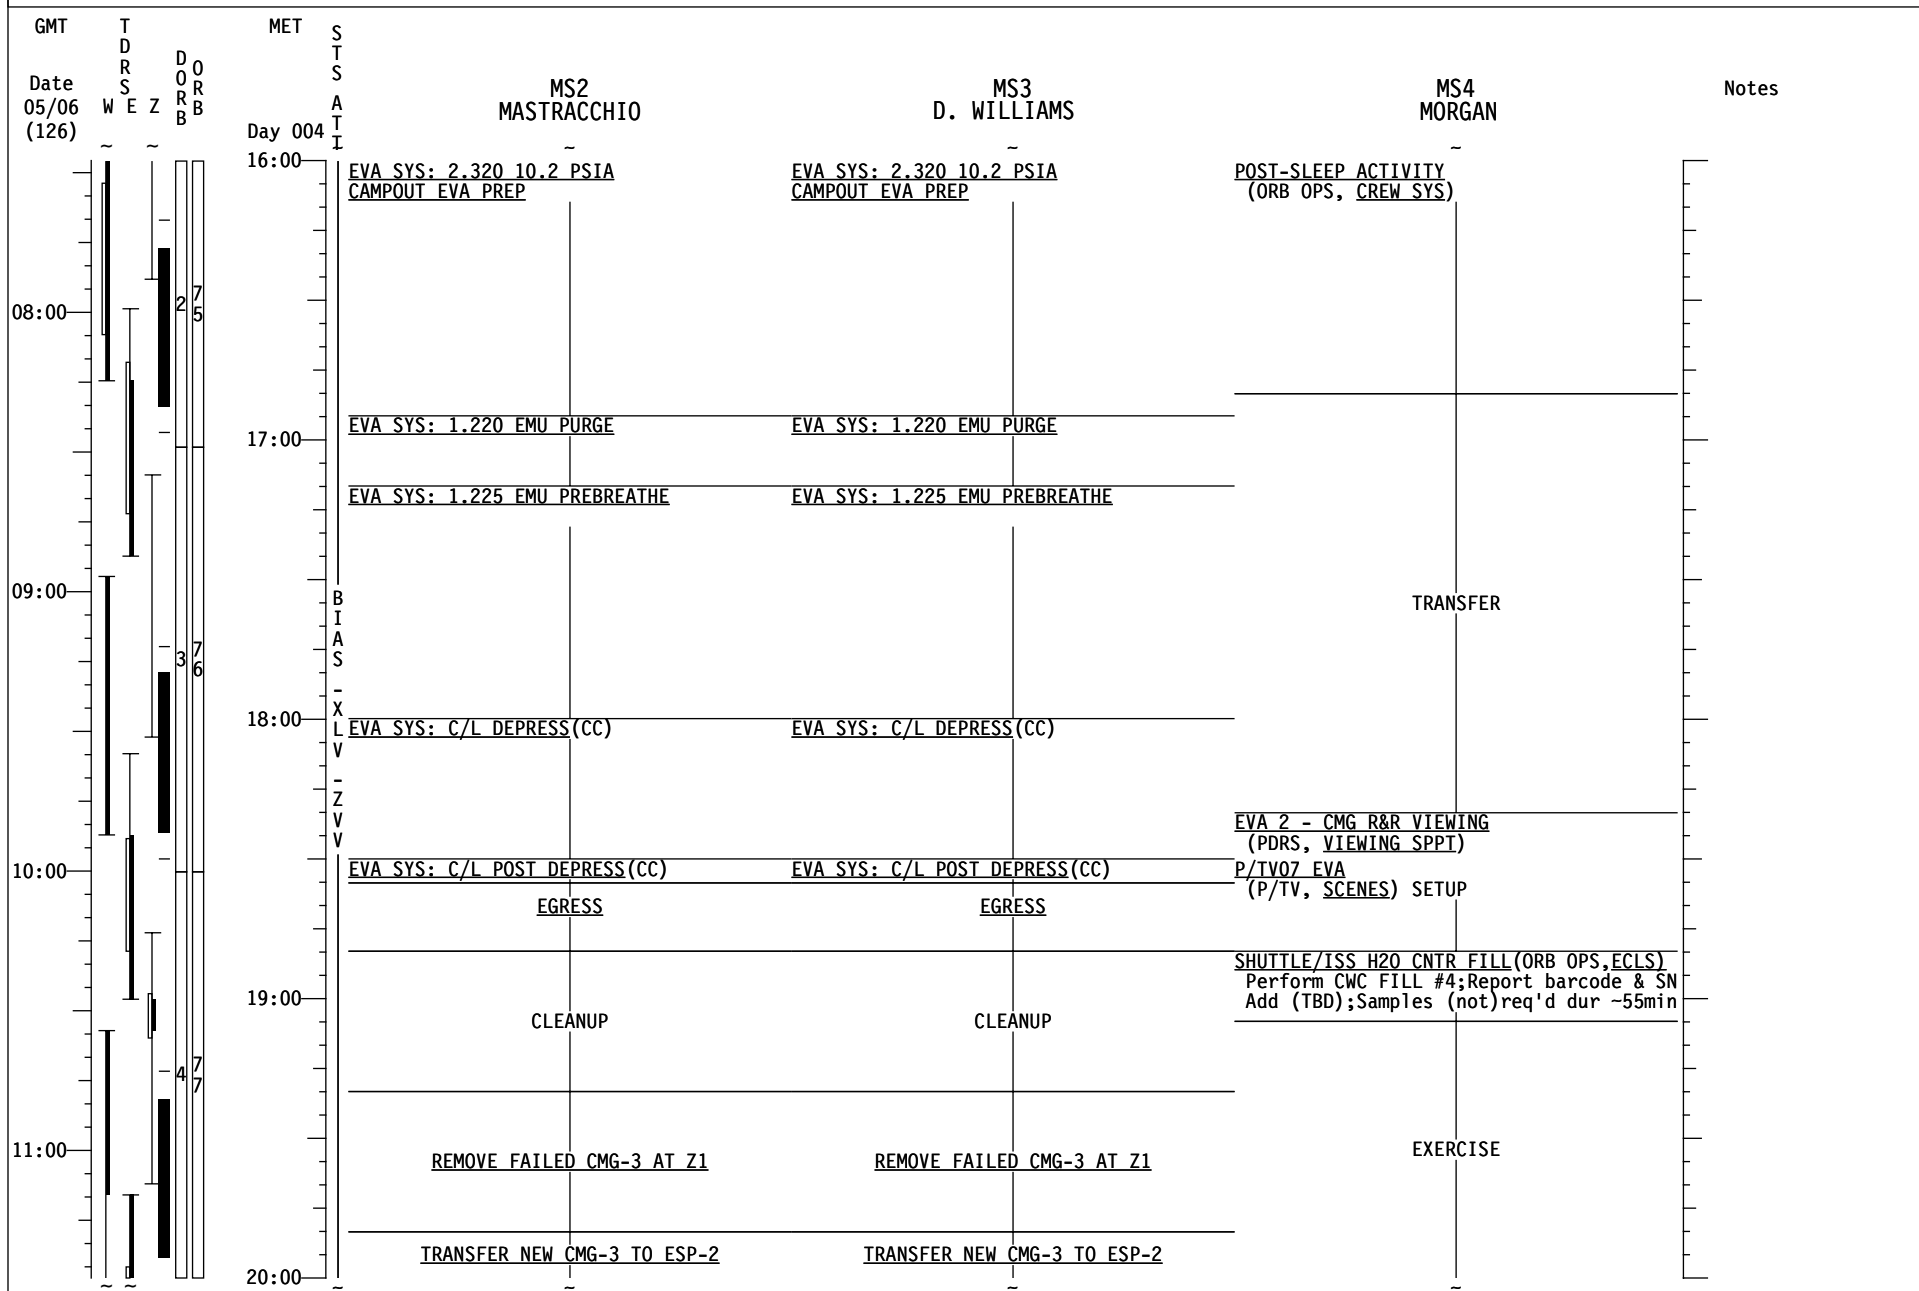 GMT
TDRS
MET
STS ATT
DORB
ORB
Date
05/06
(126)
W E Z
Day 004
MS2
MASTRACCHIO
MS3
D. WILLIAMS
MS4
MORGAN
Notes
~ ~ ~ ~ ~
16:00
EVA SYS: 2.320 10.2 PSIA
CAMPOUT EVA PREP
EVA SYS: 2.320 10.2 PSIA
CAMPOUT EVA PREP
POST-SLEEP ACTIVITY
(ORB OPS, CREW SYS)
08:00
2
75
17:00
EVA SYS: 1.220 EMU PURGE
EVA SYS: 1.220 EMU PURGE
EVA SYS: 1.225 EMU PREBREATHE
EVA SYS: 1.225 EMU PREBREATHE
09:00
BIAS -XLV -ZVV
TRANSFER
3
76
18:00
EVA SYS: C/L DEPRESS(CC)
EVA SYS: C/L DEPRESS(CC)
EVA 2 - CMG R&R VIEWING
(PDRS, VIEWING SPPT)
10:00
EVA SYS: C/L POST DEPRESS(CC)
EVA SYS: C/L POST DEPRESS(CC)
P/TV07 EVA
(P/TV, SCENES) SETUP
EGRESS
EGRESS
SHUTTLE/ISS H2O CNTR FILL(ORB OPS,ECLS)
Perform CWC FILL #4;Report barcode & SN
Add (TBD);Samples (not)req'd dur ~55min
19:00
CLEANUP
CLEANUP
4
77
11:00
REMOVE FAILED CMG-3 AT Z1
REMOVE FAILED CMG-3 AT Z1
EXERCISE
TRANSFER NEW CMG-3 TO ESP-2
TRANSFER NEW CMG-3 TO ESP-2
20:00
~ ~ ~ ~ ~ ~